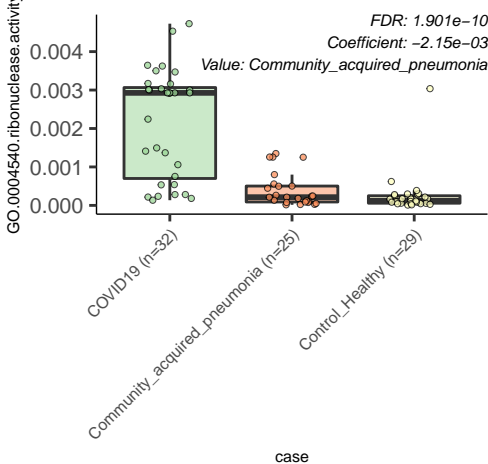 FDR: 1.901e−10
Coefficient: −2.15e−03
Value: Community_acquired_pneumonia
GO.0004540.ribonuclease.activity
0.004
0.003
0.002
0.001
0.000
COVID19 (n=32)
Community_acquired_pneumonia (n=25)
Control_Healthy (n=29)
case